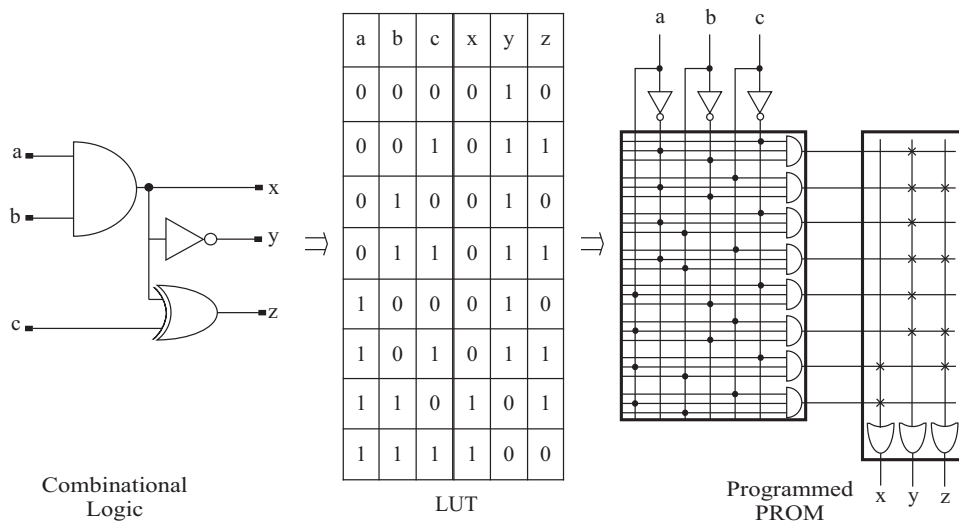 a
b
c
x
y
z
Combinational
Logic
a b c x y z
0 0 0 0 1 0
0 0 1 0 1 1
0 1 0 0 1 0
0 1 1 0 1 1
1 0 0 0 1 0
1 0 1 0 1 1
1 1 0 1 0 1
1 1 1 1 0 0
LUT
a b c
x y z
Programmed
PROM